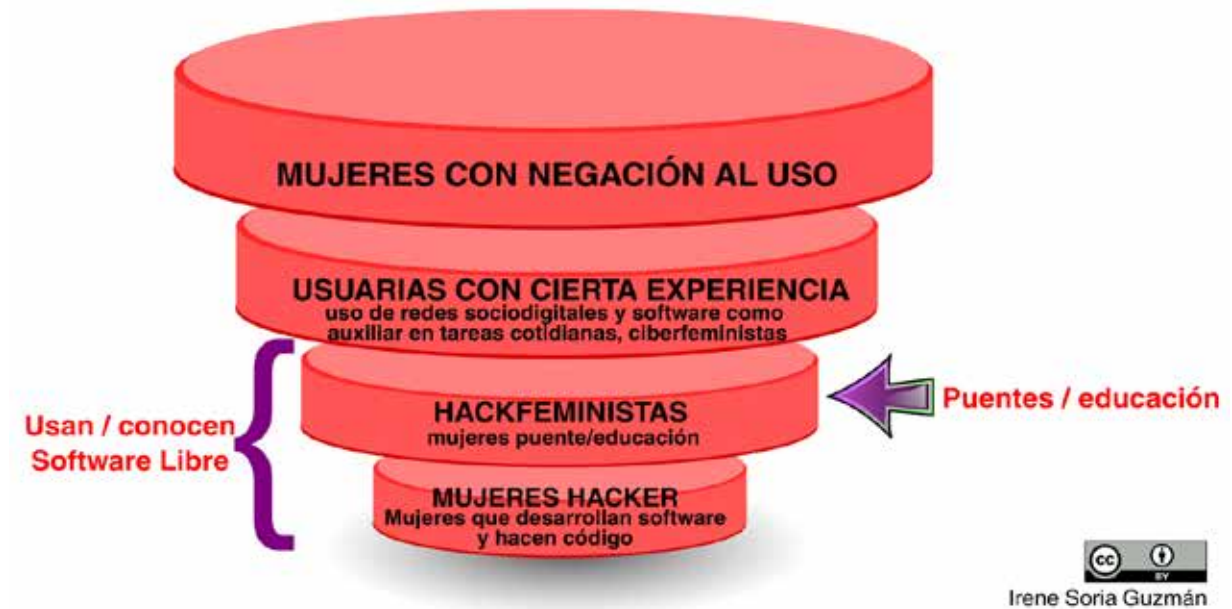 MUJERES CON NEGACIÓN AL USO
USUARIAS CON CIERTA EXPERIENCIA
uso de redes sociodigitales y software como
auxiliar en tareas cotidianas, ciberfeministas
HACKFEMINISTAS
mujeres puente/educación
Puentes / educación
Usan / conocen
Software Libre
MUJERES HACKER
Mujeres que desarrollan software
y hacen código
cc
BY
Irene Soria Guzmán